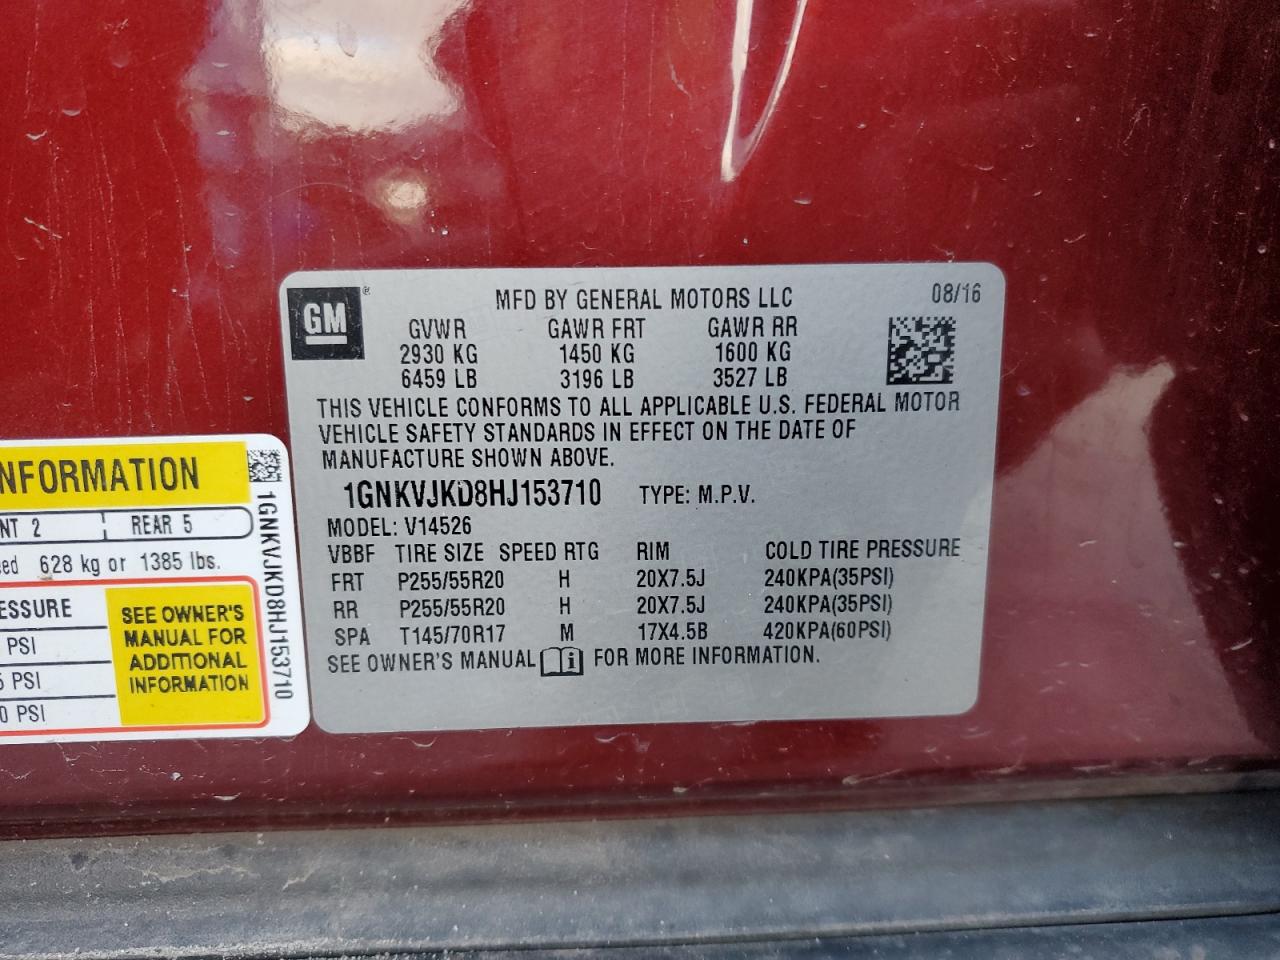 GM ®
MFD BY GENERAL MOTORS LLC 08/16
GVWR GAWR FRT GAWR RR
2930 KG 1450 KG 1600 KG
6459 LB 3196 LB 3527 LB
THIS VEHICLE CONFORMS TO ALL APPLICABLE U.S. FEDERAL MOTOR
VEHICLE SAFETY STANDARDS IN EFFECT ON THE DATE OF
MANUFACTURE SHOWN ABOVE.
1GNKVJKD8HJ153710 TYPE: M.P.V.
MODEL: V14526
VBBF TIRE SIZE SPEED RTG RIM COLD TIRE PRESSURE
FRT P255/55R20 H 20X7.5J 240KPA(35PSI)
RR P255/55R20 H 20X7.5J 240KPA(35PSI)
SPA T145/70R17 M 17X4.5B 420KPA(60PSI)
SEE OWNER'S MANUAL FOR MORE INFORMATION.
NFORMATION
NT 2 REAR 5
eed 628 kg or 1385 lbs.
ESSURE
PSI
5 PSI
0 PSI
SEE OWNER'S
MANUAL FOR
ADDITIONAL
INFORMATION
1GNKVJKD8HJ153710